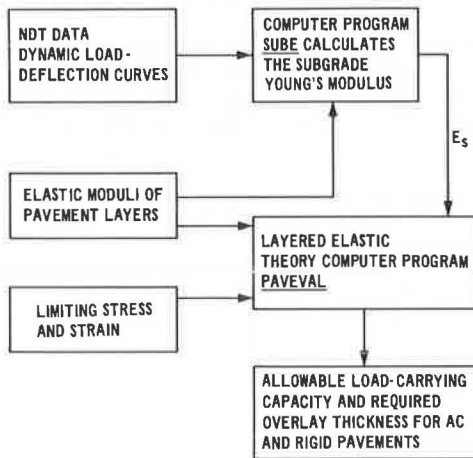 NDT DATA
DYNAMIC LOAD-
DEFLECTION CURVES
COMPUTER PROGRAM
SUBE CALCULATES
THE SUBGRADE
YOUNG'S MODULUS
Es
ELASTIC MODULI OF
PAVEMENT LAYERS
LAYERED ELASTIC
THEORY COMPUTER PROGRAM
PAVEVAL
LIMITING STRESS
AND STRAIN
ALLOWABLE LOAD-CARRYING
CAPACITY AND REQUIRED
OVERLAY THICKNESS FOR AC
AND RIGID PAVEMENTS